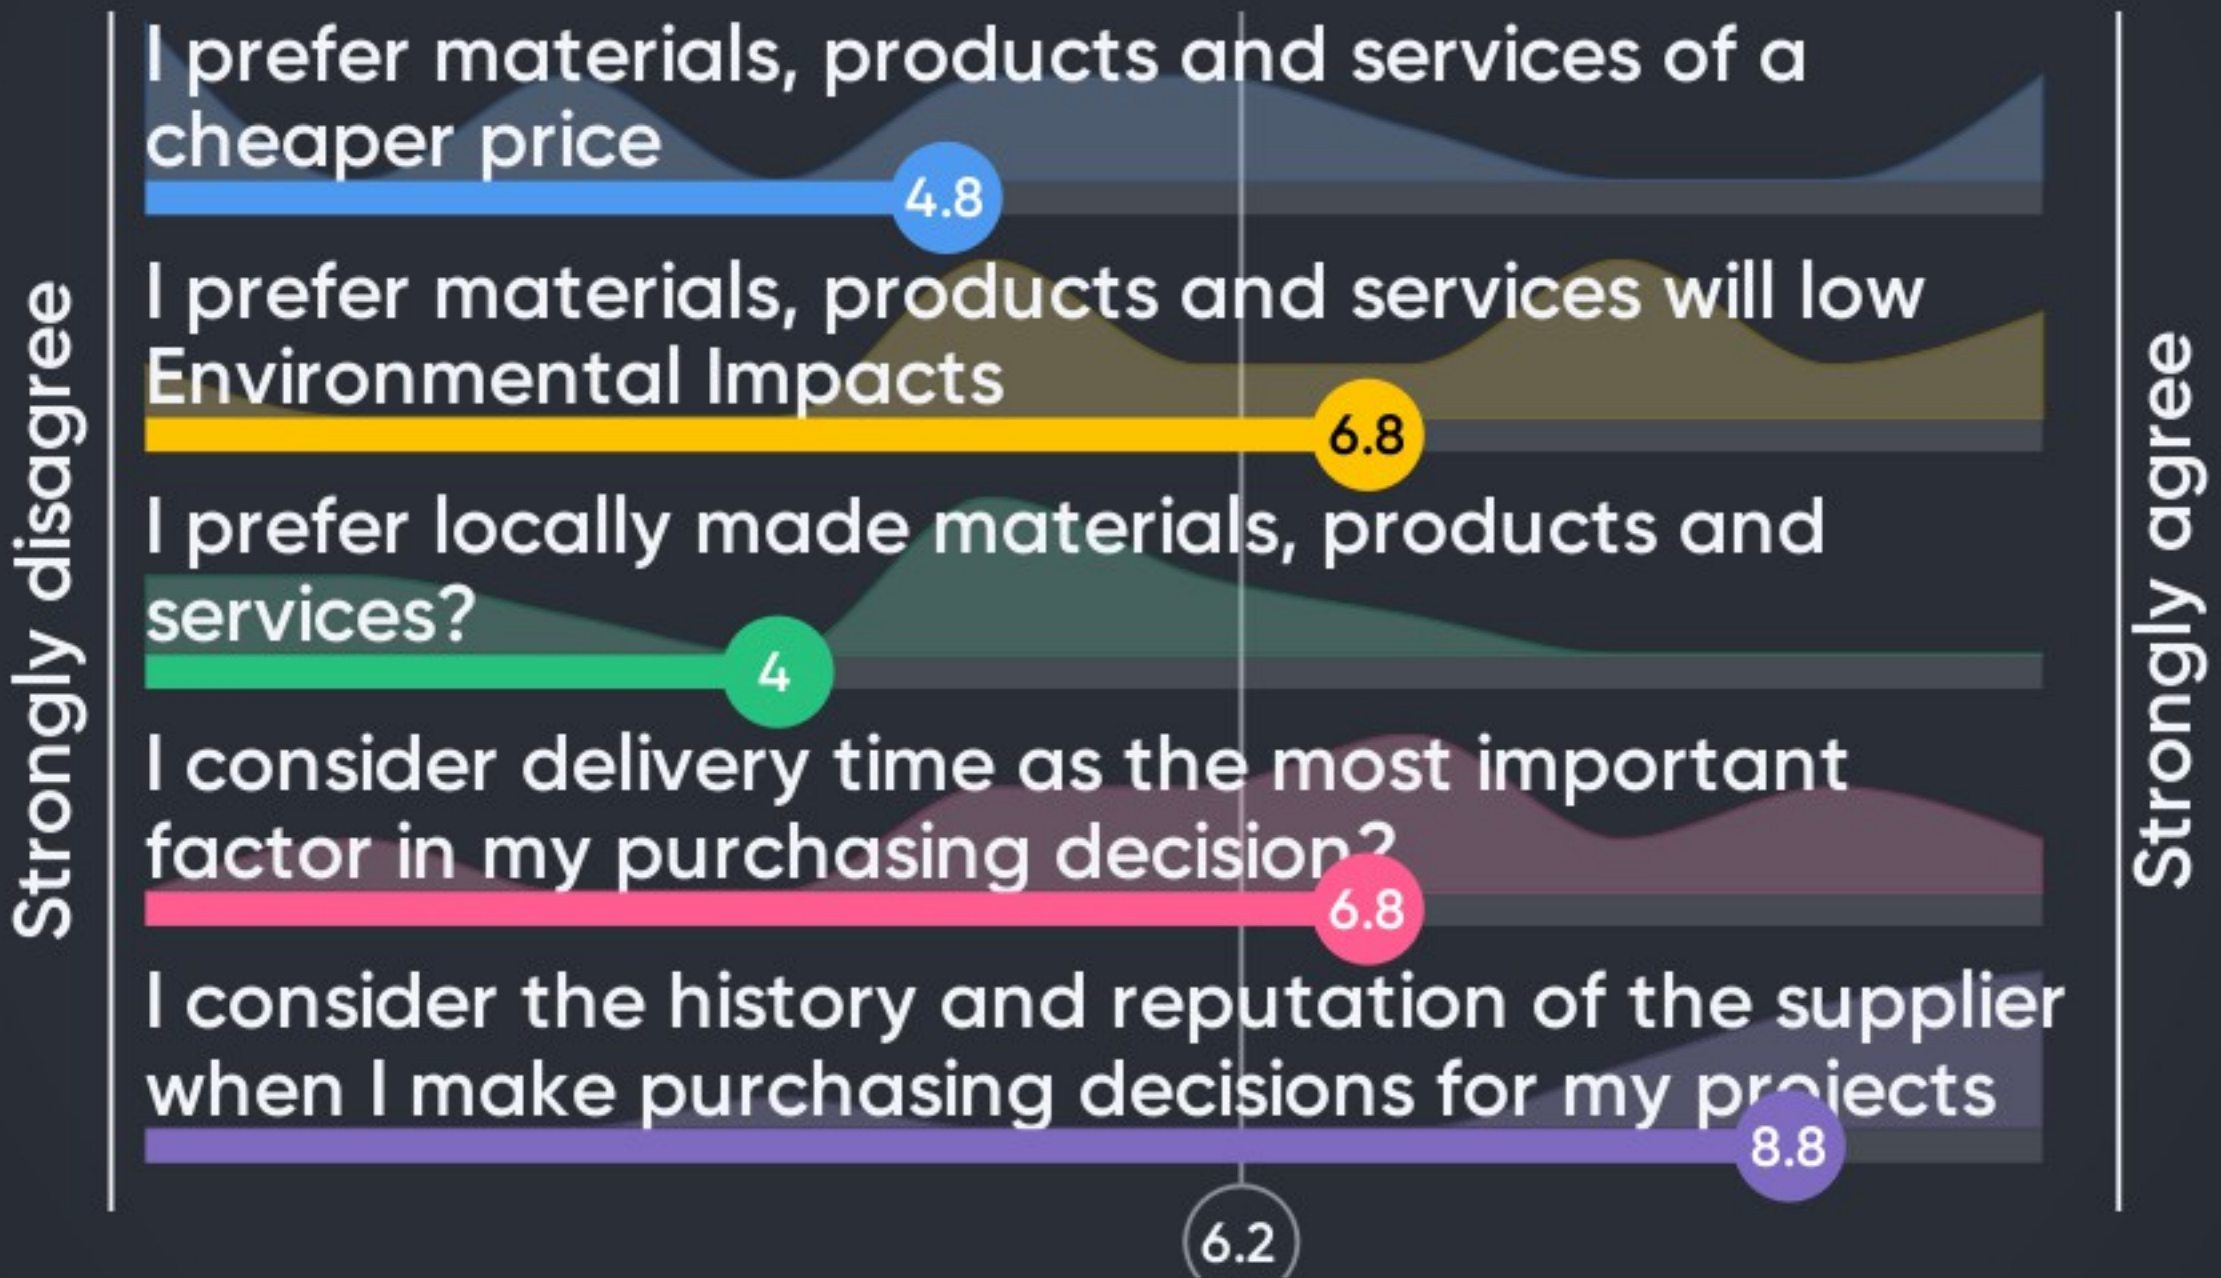 I prefer materials, products and services of a
cheaper price
4.8
I prefer materials, products and services will low
Environmental Impacts
6.8
I prefer locally made materials, products and
services?
4
I consider delivery time as the most important
factor in my purchasing decision?
6.8
I consider the history and reputation of the supplier
when I make purchasing decisions for my projects
8.8
6.2
Strongly disagree
Strongly agree